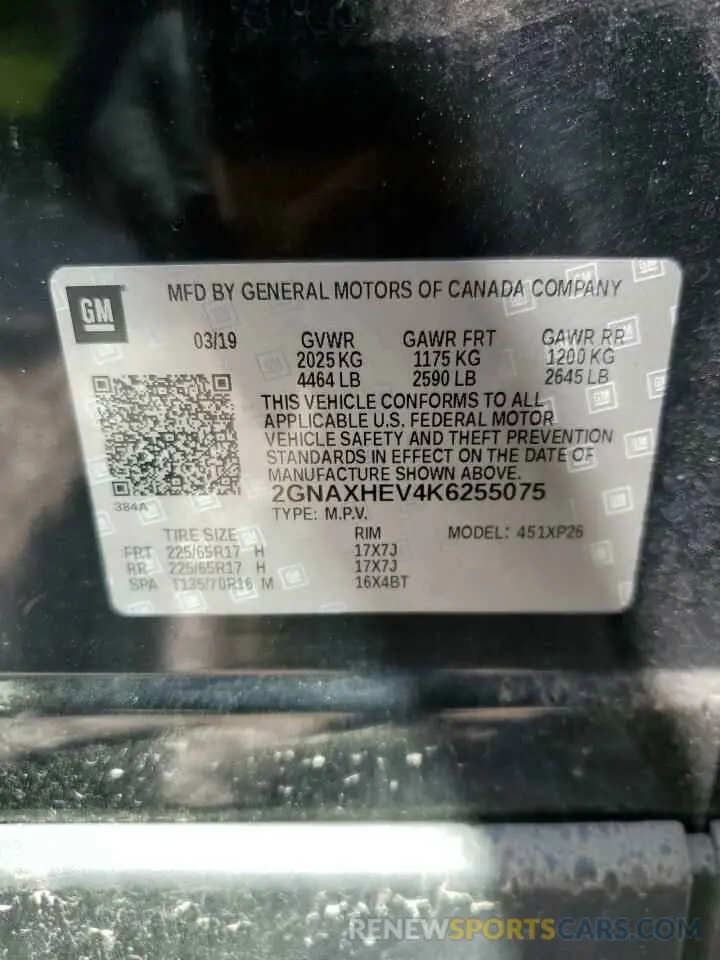 GM
MFD BY GENERAL MOTORS OF CANADA COMPANY
03/19 GVWR GAWR FRT GAWR RR
2025 KG 1175 KG 1200 KG
4464 LB 2590 LB 2645 LB
THIS VEHICLE CONFORMS TO ALL
APPLICABLE U.S. FEDERAL MOTOR
VEHICLE SAFETY AND THEFT PREVENTION
STANDARDS IN EFFECT ON THE DATE OF
MANUFACTURE SHOWN ABOVE.
384A
2GNAXHEV4K6255075
TYPE: M.P.V.
TIRE SIZE RIM MODEL: 451XP26
FRT 225/65R17 H 17X7J
RR 225/65R17 H 17X7J
SPA T135/70R16 M 16X4BT
RENEWSPORTSCARS.COM